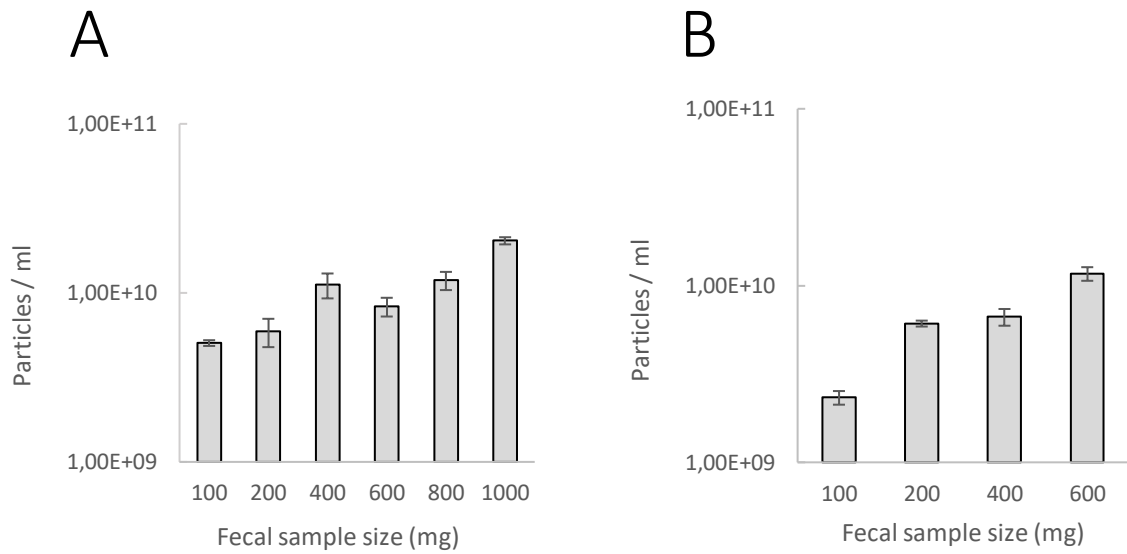 A
1,00E+11
1,00E+10
1,00E+09
Particles / ml
100 200 400 600 800 1000
Fecal sample size (mg)
B
1,00E+11
1,00E+10
1,00E+09
Particles / ml
100 200 400 600
Fecal sample size (mg)